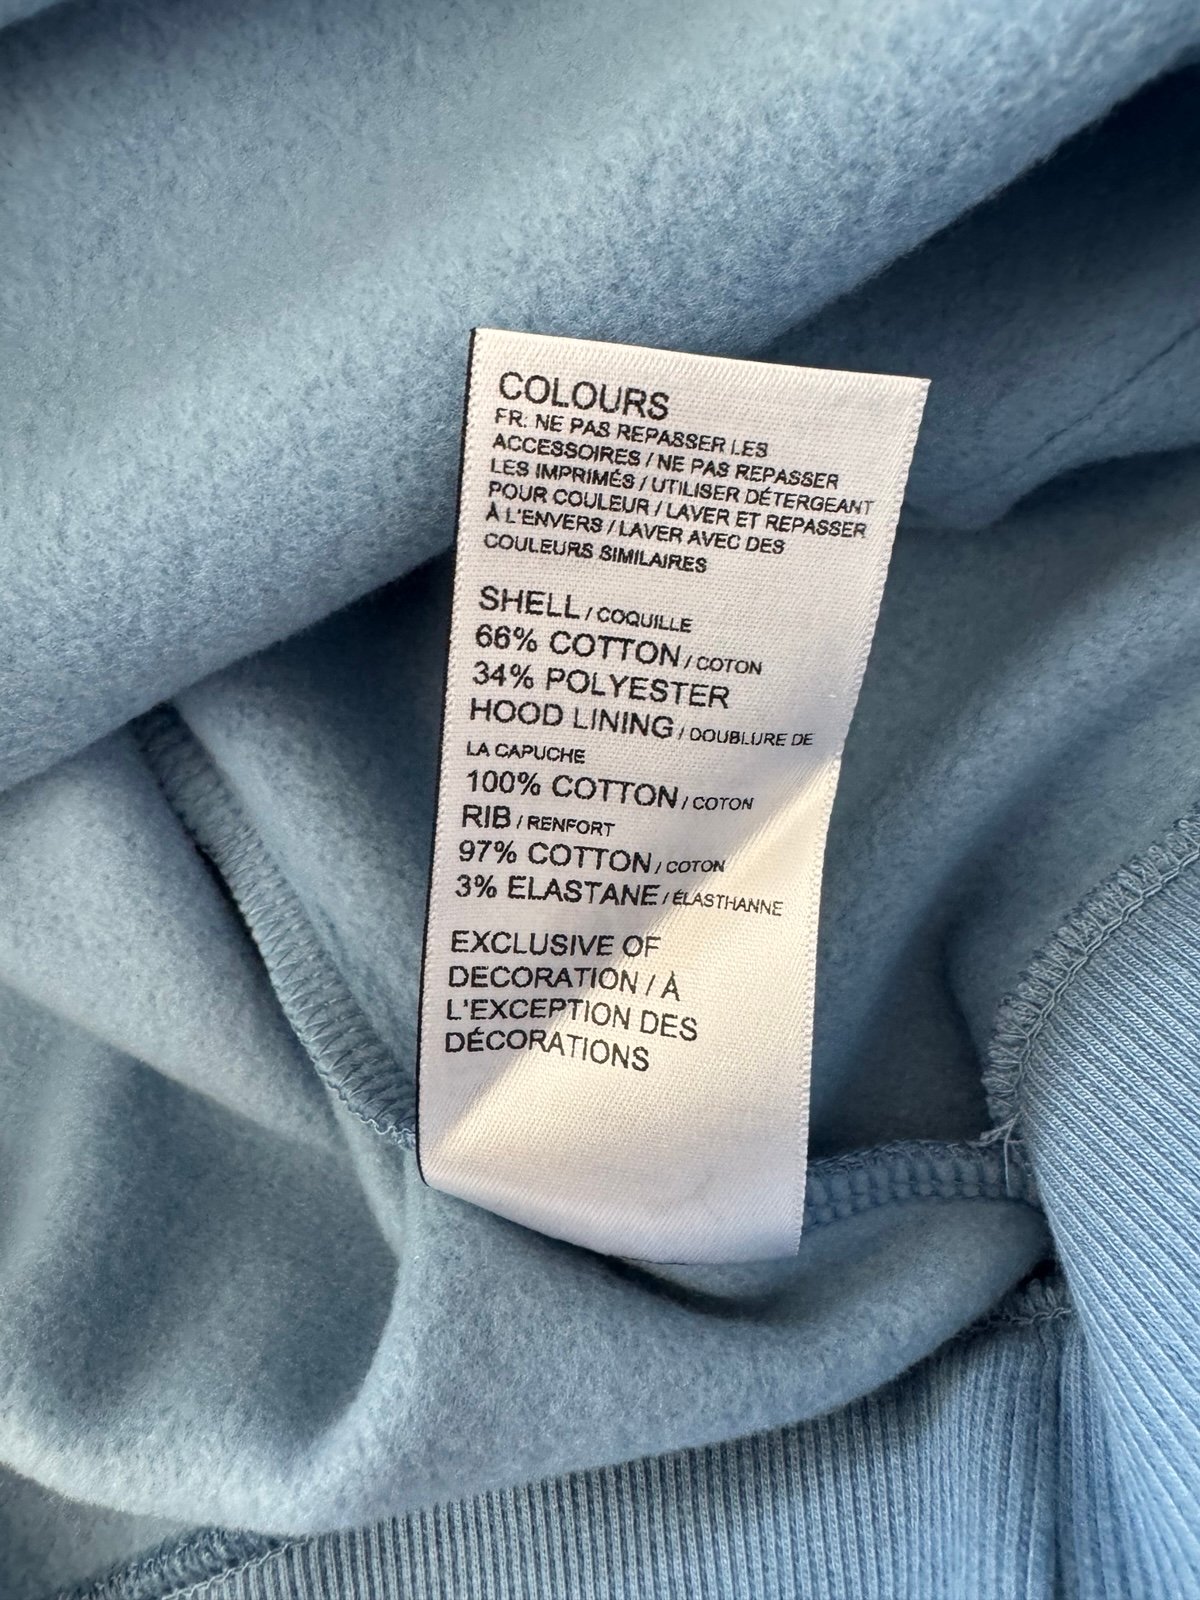 COLOURS
FR: NE PAS REPASSER LES
ACCESSOIRES / NE PAS REPASSER
LES IMPRIMÉS / UTILISER DÉTERGEANT
POUR COULEUR / LAVER ET REPASSER
À L'ENVERS / LAVER AVEC DES
COULEURS SIMILAIRES
SHELL / COQUILLE
66% COTTON / COTON
34% POLYESTER
HOOD LINING / DOUBLURE DE
LA CAPUCHE
100% COTTON / COTON
RIB / RENFORT
97% COTTON / COTON
3% ELASTANE / ÉLASTHANNE
EXCLUSIVE OF
DECORATION / À
L'EXCEPTION DES
DÉCORATIONS